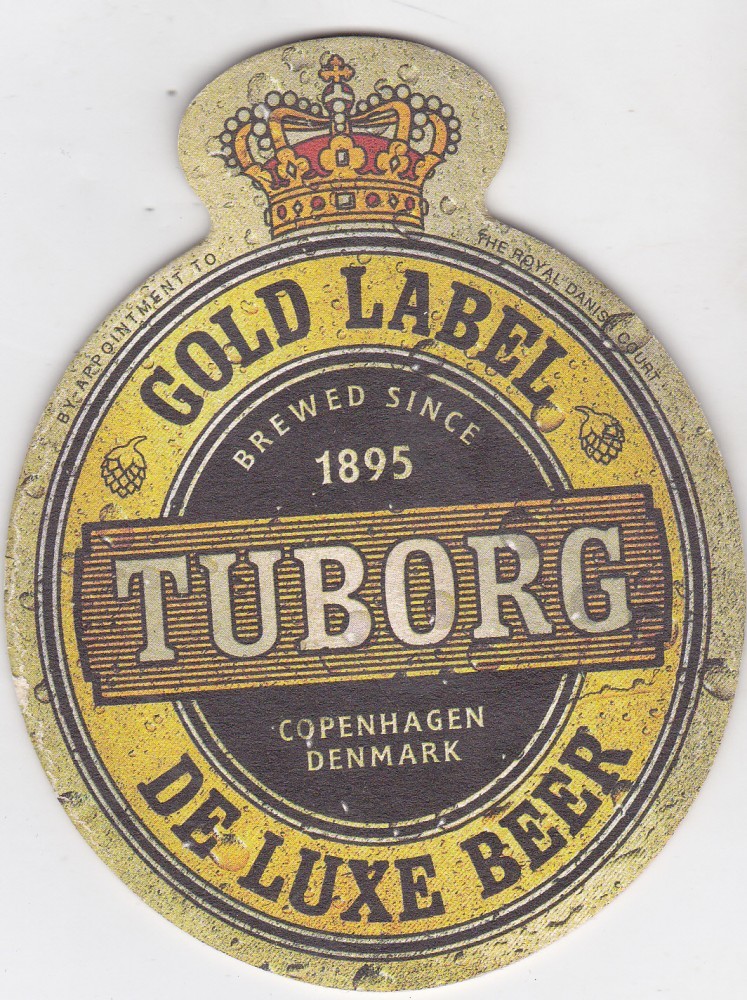 BY APPOINTMENT TO
THE ROYAL DANISH COURT
GOLD LABEL
BREWED SINCE
1895
TUBORG
COPENHAGEN
DENMARK
DE LUXE BEER